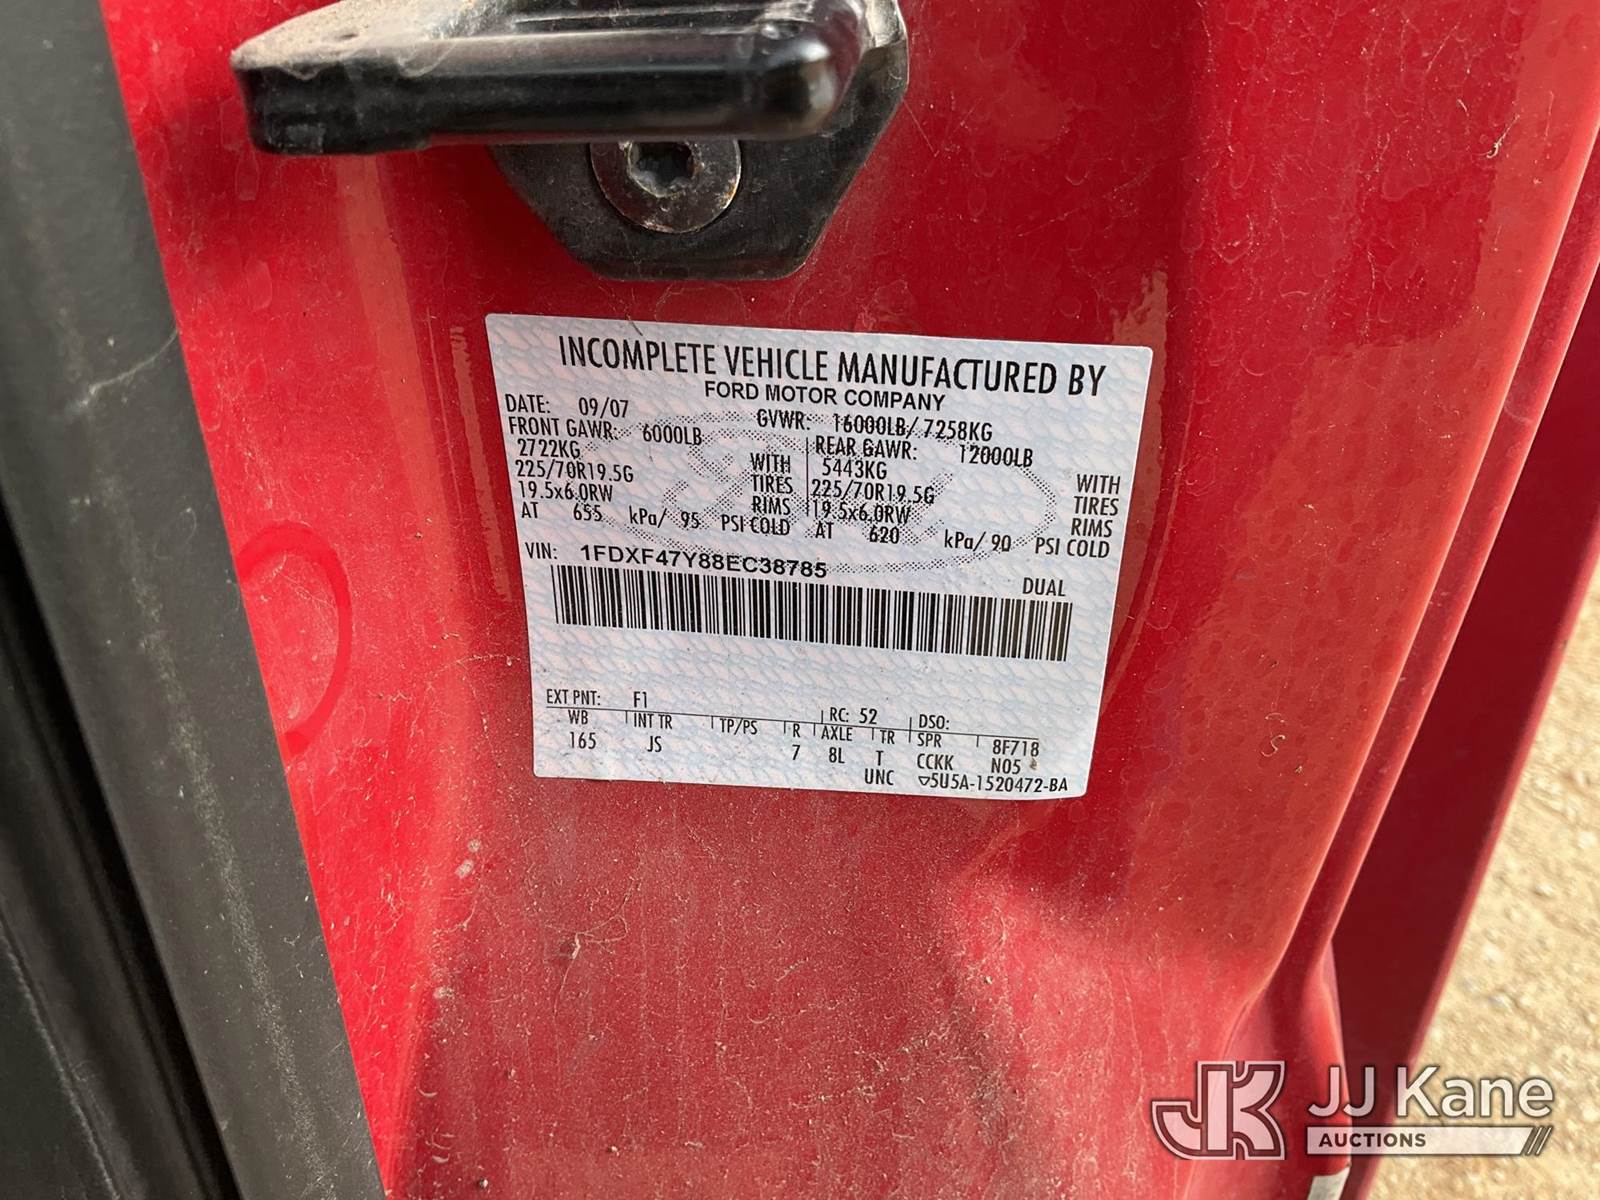 INCOMPLETE VEHICLE MANUFACTURED BY
FORD MOTOR COMPANY
DATE: 09/07 GVWR: 16000LB/ 7258KG
FRONT GAWR: 6000LB REAR GAWR: 12000LB
2722KG WITH 5443KG WITH
225/70R19.5G TIRES 225/70R19.5G TIRES
19.5x6.0RW RIMS 19.5x6.0RW RIMS
AT 655 kPa/ 95 PSI COLD AT 620 kPa/ 90 PSI COLD
VIN: 1FDXF47Y88EC38785 DUAL
EXT PNT: F1 RC: 52 DSO:
WB INT TR TP/PS R AXLE TR SPR 8F718
165 JS 7 8L T CCKK N05
UNC ▽5U5A-1520472-BA
JK JJ Kane
AUCTIONS